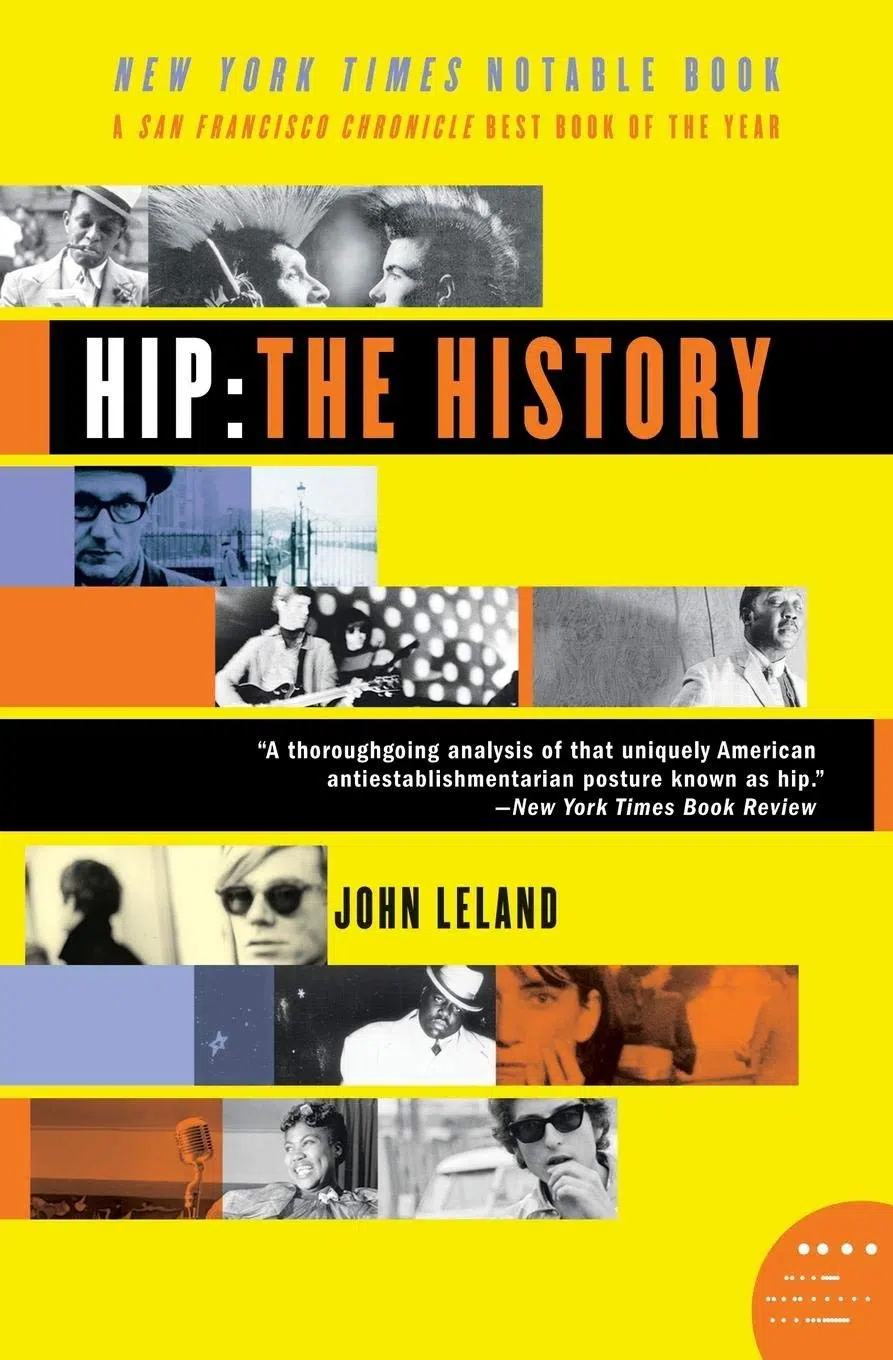 NEW YORK TIMES NOTABLE BOOK
A SAN FRANCISCO CHRONICLE BEST BOOK OF THE YEAR
HIP: THE HISTORY
“A thoroughgoing analysis of that uniquely American
antiestablishmentarian posture known as hip.”
—New York Times Book Review
JOHN LELAND